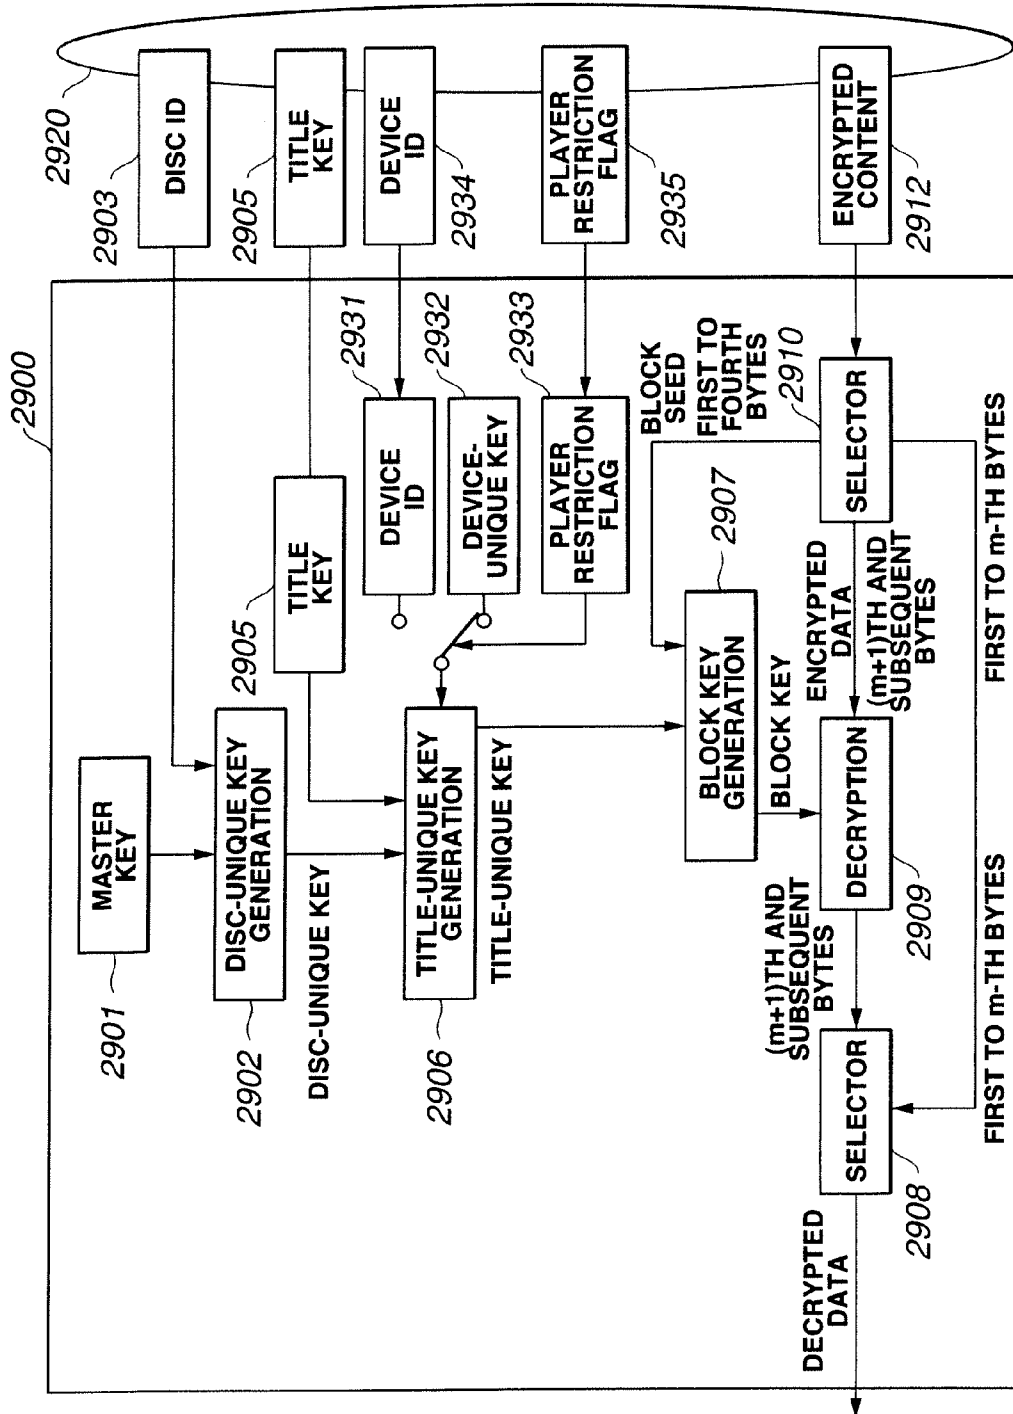 2900
2920
MASTER
KEY
2901
DISC ID
2903
DISC-UNIQUE KEY
GENERATION
2902
DISC-UNIQUE KEY
TITLE
KEY
2905
TITLE
KEY
2905
TITLE-UNIQUE KEY
GENERATION
2906
TITLE-UNIQUE KEY
DEVICE
ID
2931
DEVICE
ID
2934
DEVICE-
UNIQUE KEY
2932
PLAYER
RESTRICTION
FLAG
2933
PLAYER
RESTRICTION
FLAG
2935
BLOCK
SEED
FIRST TO
FOURTH
BYTES
BLOCK KEY
GENERATION
2907
BLOCK KEY
(m+1)TH AND
SUBSEQUENT
BYTES
ENCRYPTED
DATA
(m+1)TH AND
SUBSEQUENT
BYTES
2910
DECRYPTED
DATA
SELECTOR
2908
DECRYPTION
2909
SELECTOR
ENCRYPTED
CONTENT
2912
FIRST TO m-TH BYTES
FIRST TO m-TH BYTES